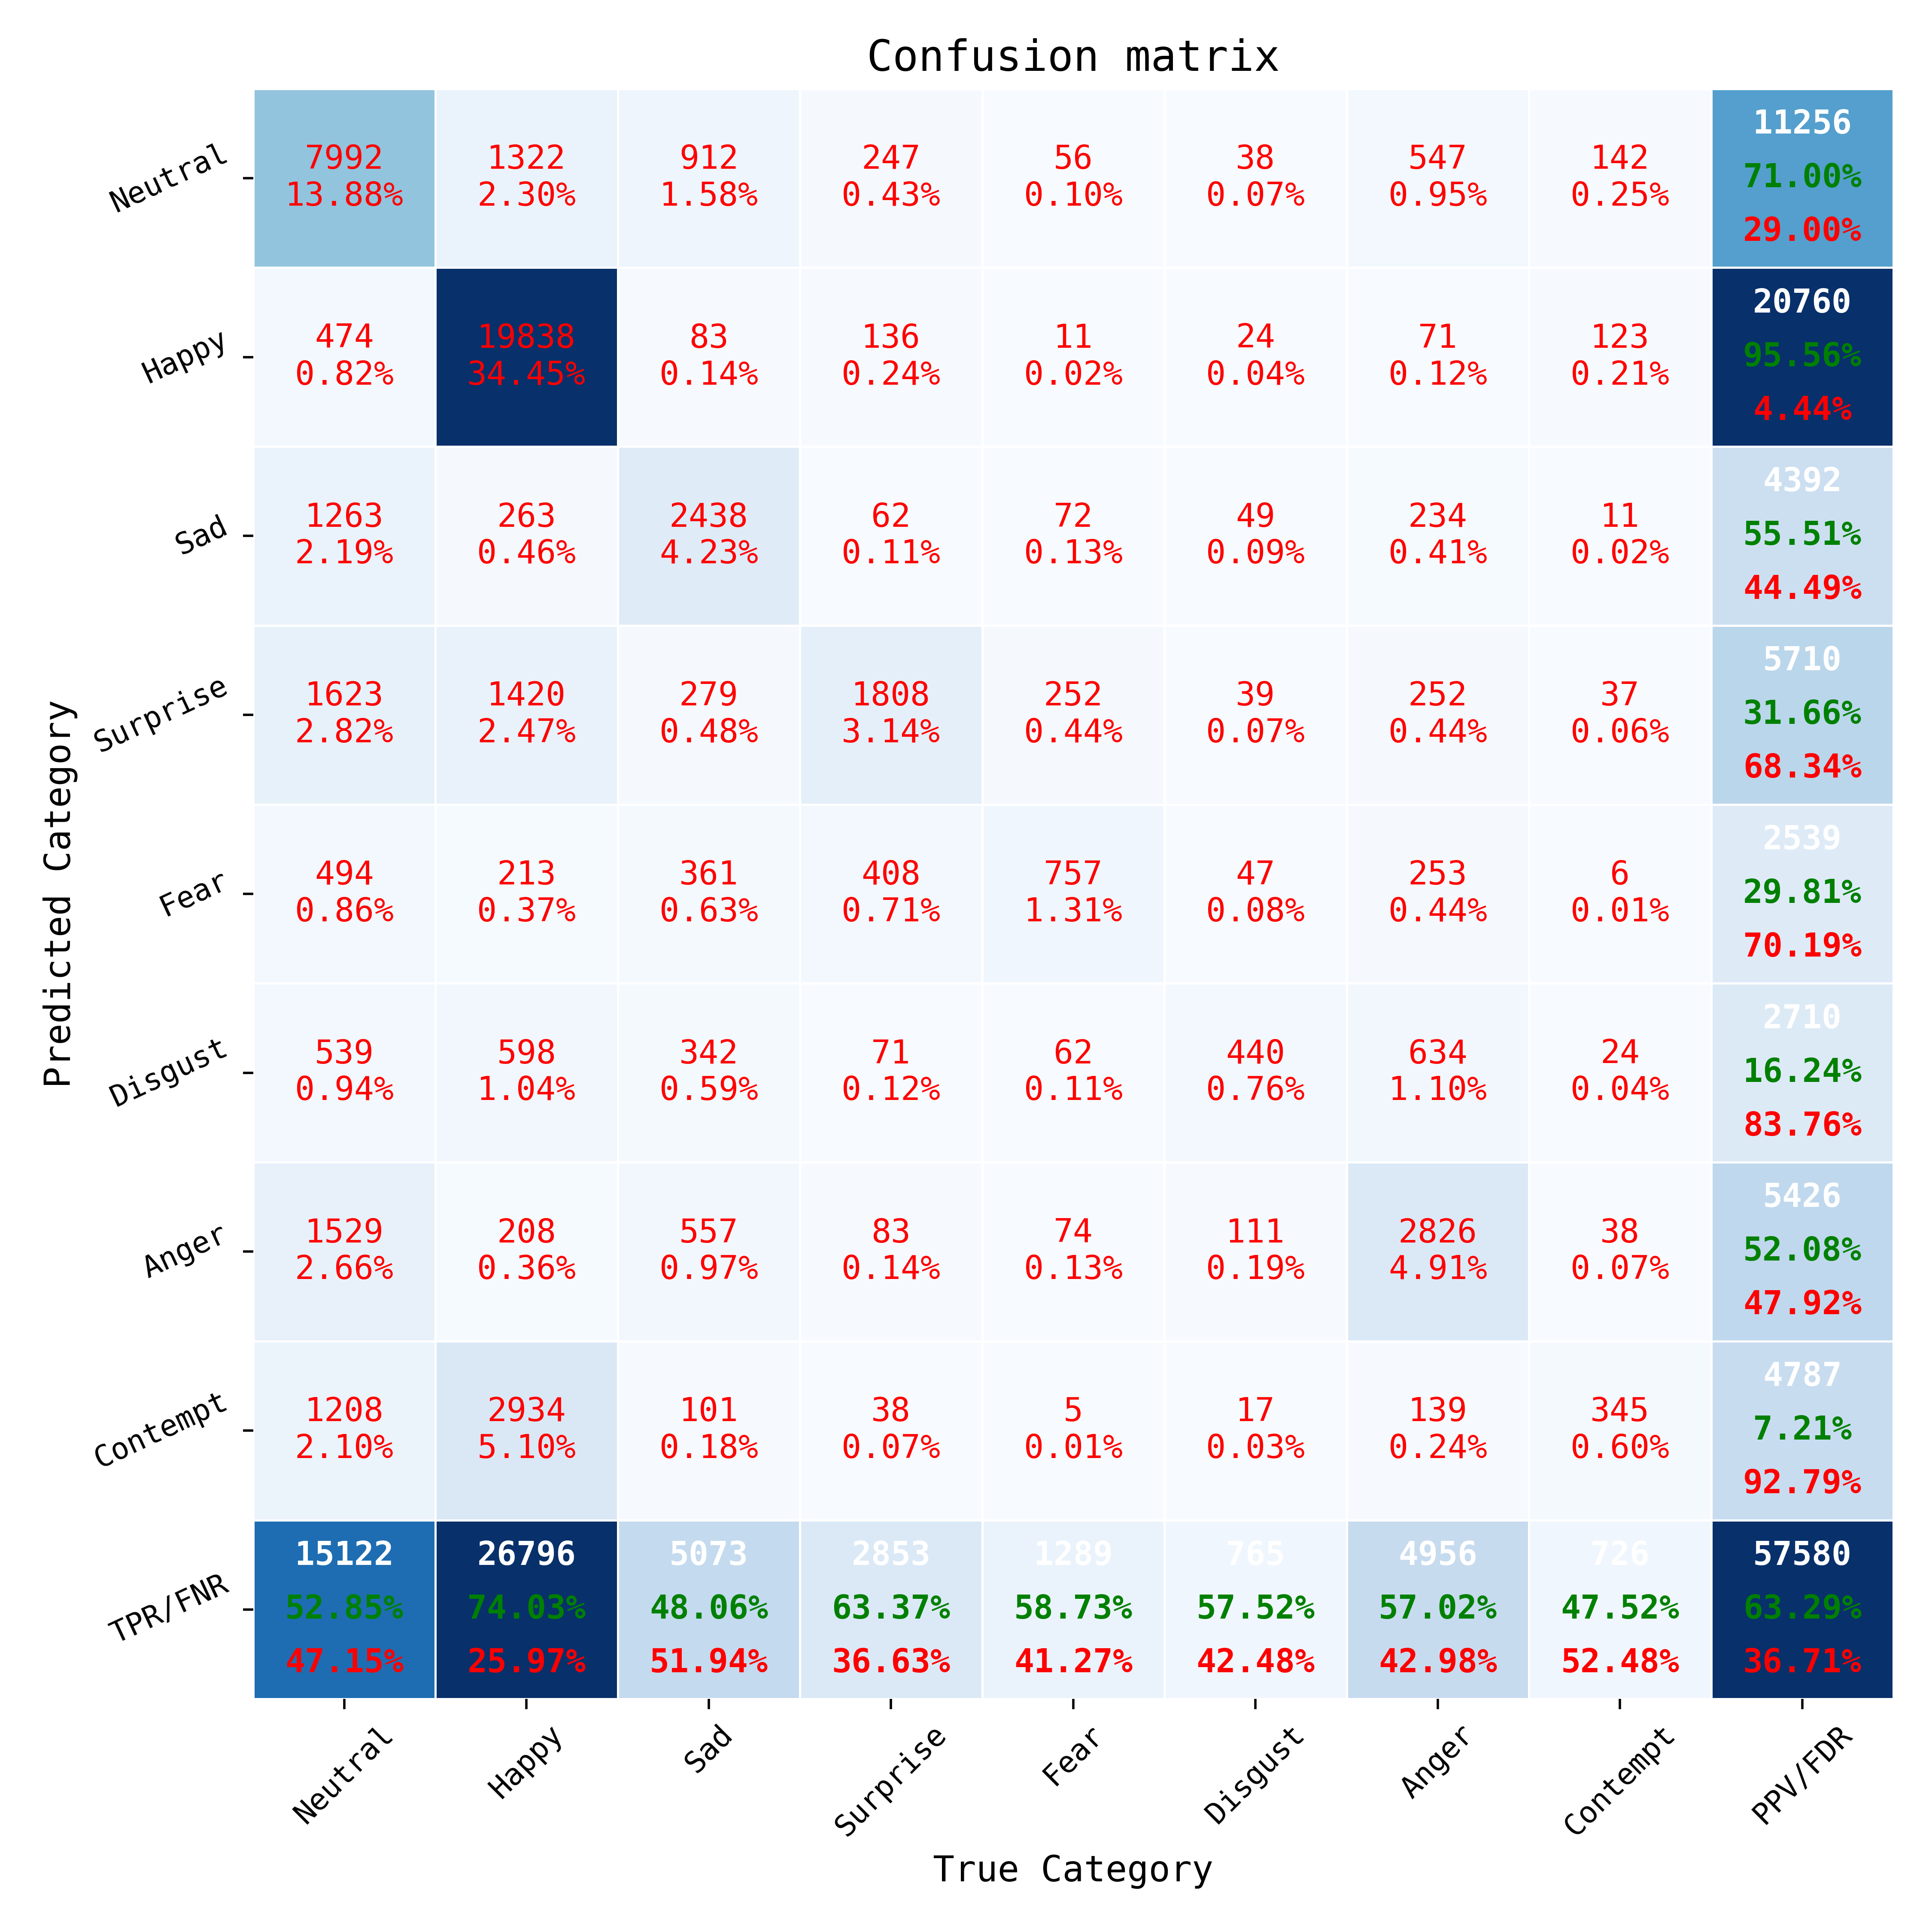 Confusion matrix
Predicted Category
Neutral
7992 1322 912 247 56 38 547 142 11256
13.88% 2.30% 1.58% 0.43% 0.10% 0.07% 0.95% 0.25% 71.00%
29.00%
Happy
474 19838 83 136 11 24 71 123 20760
0.82% 34.45% 0.14% 0.24% 0.02% 0.04% 0.12% 0.21% 95.56%
4.44%
Sad
1263 263 2438 62 72 49 234 11 4392
2.19% 0.46% 4.23% 0.11% 0.13% 0.09% 0.41% 0.02% 55.51%
44.49%
Surprise
1623 1420 279 1808 252 39 252 37 5710
2.82% 2.47% 0.48% 3.14% 0.44% 0.07% 0.44% 0.06% 31.66%
68.34%
Fear
494 213 361 408 757 47 253 6 2539
0.86% 0.37% 0.63% 0.71% 1.31% 0.08% 0.44% 0.01% 29.81%
70.19%
Disgust
539 598 342 71 62 440 634 24 2710
0.94% 1.04% 0.59% 0.12% 0.11% 0.76% 1.10% 0.04% 16.24%
83.76%
Anger
1529 208 557 83 74 111 2826 38 5426
2.66% 0.36% 0.97% 0.14% 0.13% 0.19% 4.91% 0.07% 52.08%
47.92%
Contempt
1208 2934 101 38 5 17 139 345 4787
2.10% 5.10% 0.18% 0.07% 0.01% 0.03% 0.24% 0.60% 7.21%
92.79%
TPR/FNR
15122 26796 5073 2853 1289 765 4956 726 57580
52.85% 74.03% 48.06% 63.37% 58.73% 57.52% 57.02% 47.52% 63.29%
47.15% 25.97% 51.94% 36.63% 41.27% 42.48% 42.98% 52.48% 36.71%
Neutral Happy Sad Surprise Fear Disgust Anger Contempt PPV/FDR
True Category